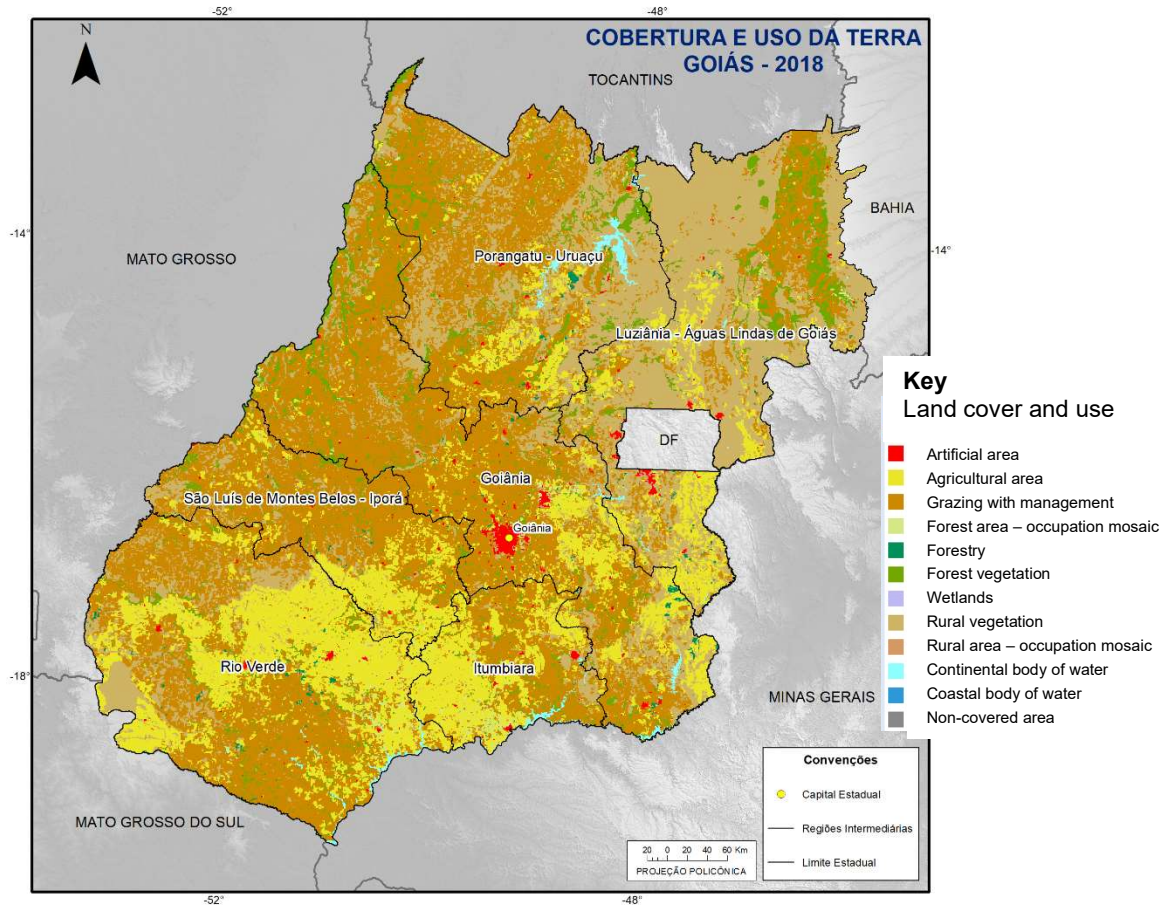 -52°
-48°
N
COBERTURA E USO DA TERRA
GOIÁS - 2018
TOCANTINS
BAHIA
-14°
-14°
MATO GROSSO
Porangatu - Uruaçu
Luziânia - Águas Lindas de Goiás
DF
Goiânia
São Luís de Montes Belos - Iporá
Goiânia
Rio Verde
Itumbiara
-18°
MINAS GERAIS
MATO GROSSO DO SUL
Key
Land cover and use
Artificial area
Agricultural area
Grazing with management
Forest area – occupation mosaic
Forestry
Forest vegetation
Wetlands
Rural vegetation
Rural area – occupation mosaic
Continental body of water
Coastal body of water
Non-covered area
Convenções
Capital Estadual
Regiões Intermediárias
Limite Estadual
20 0 20 40 60 Km
PROJEÇÃO POLICÔNICA
-52°
-48°